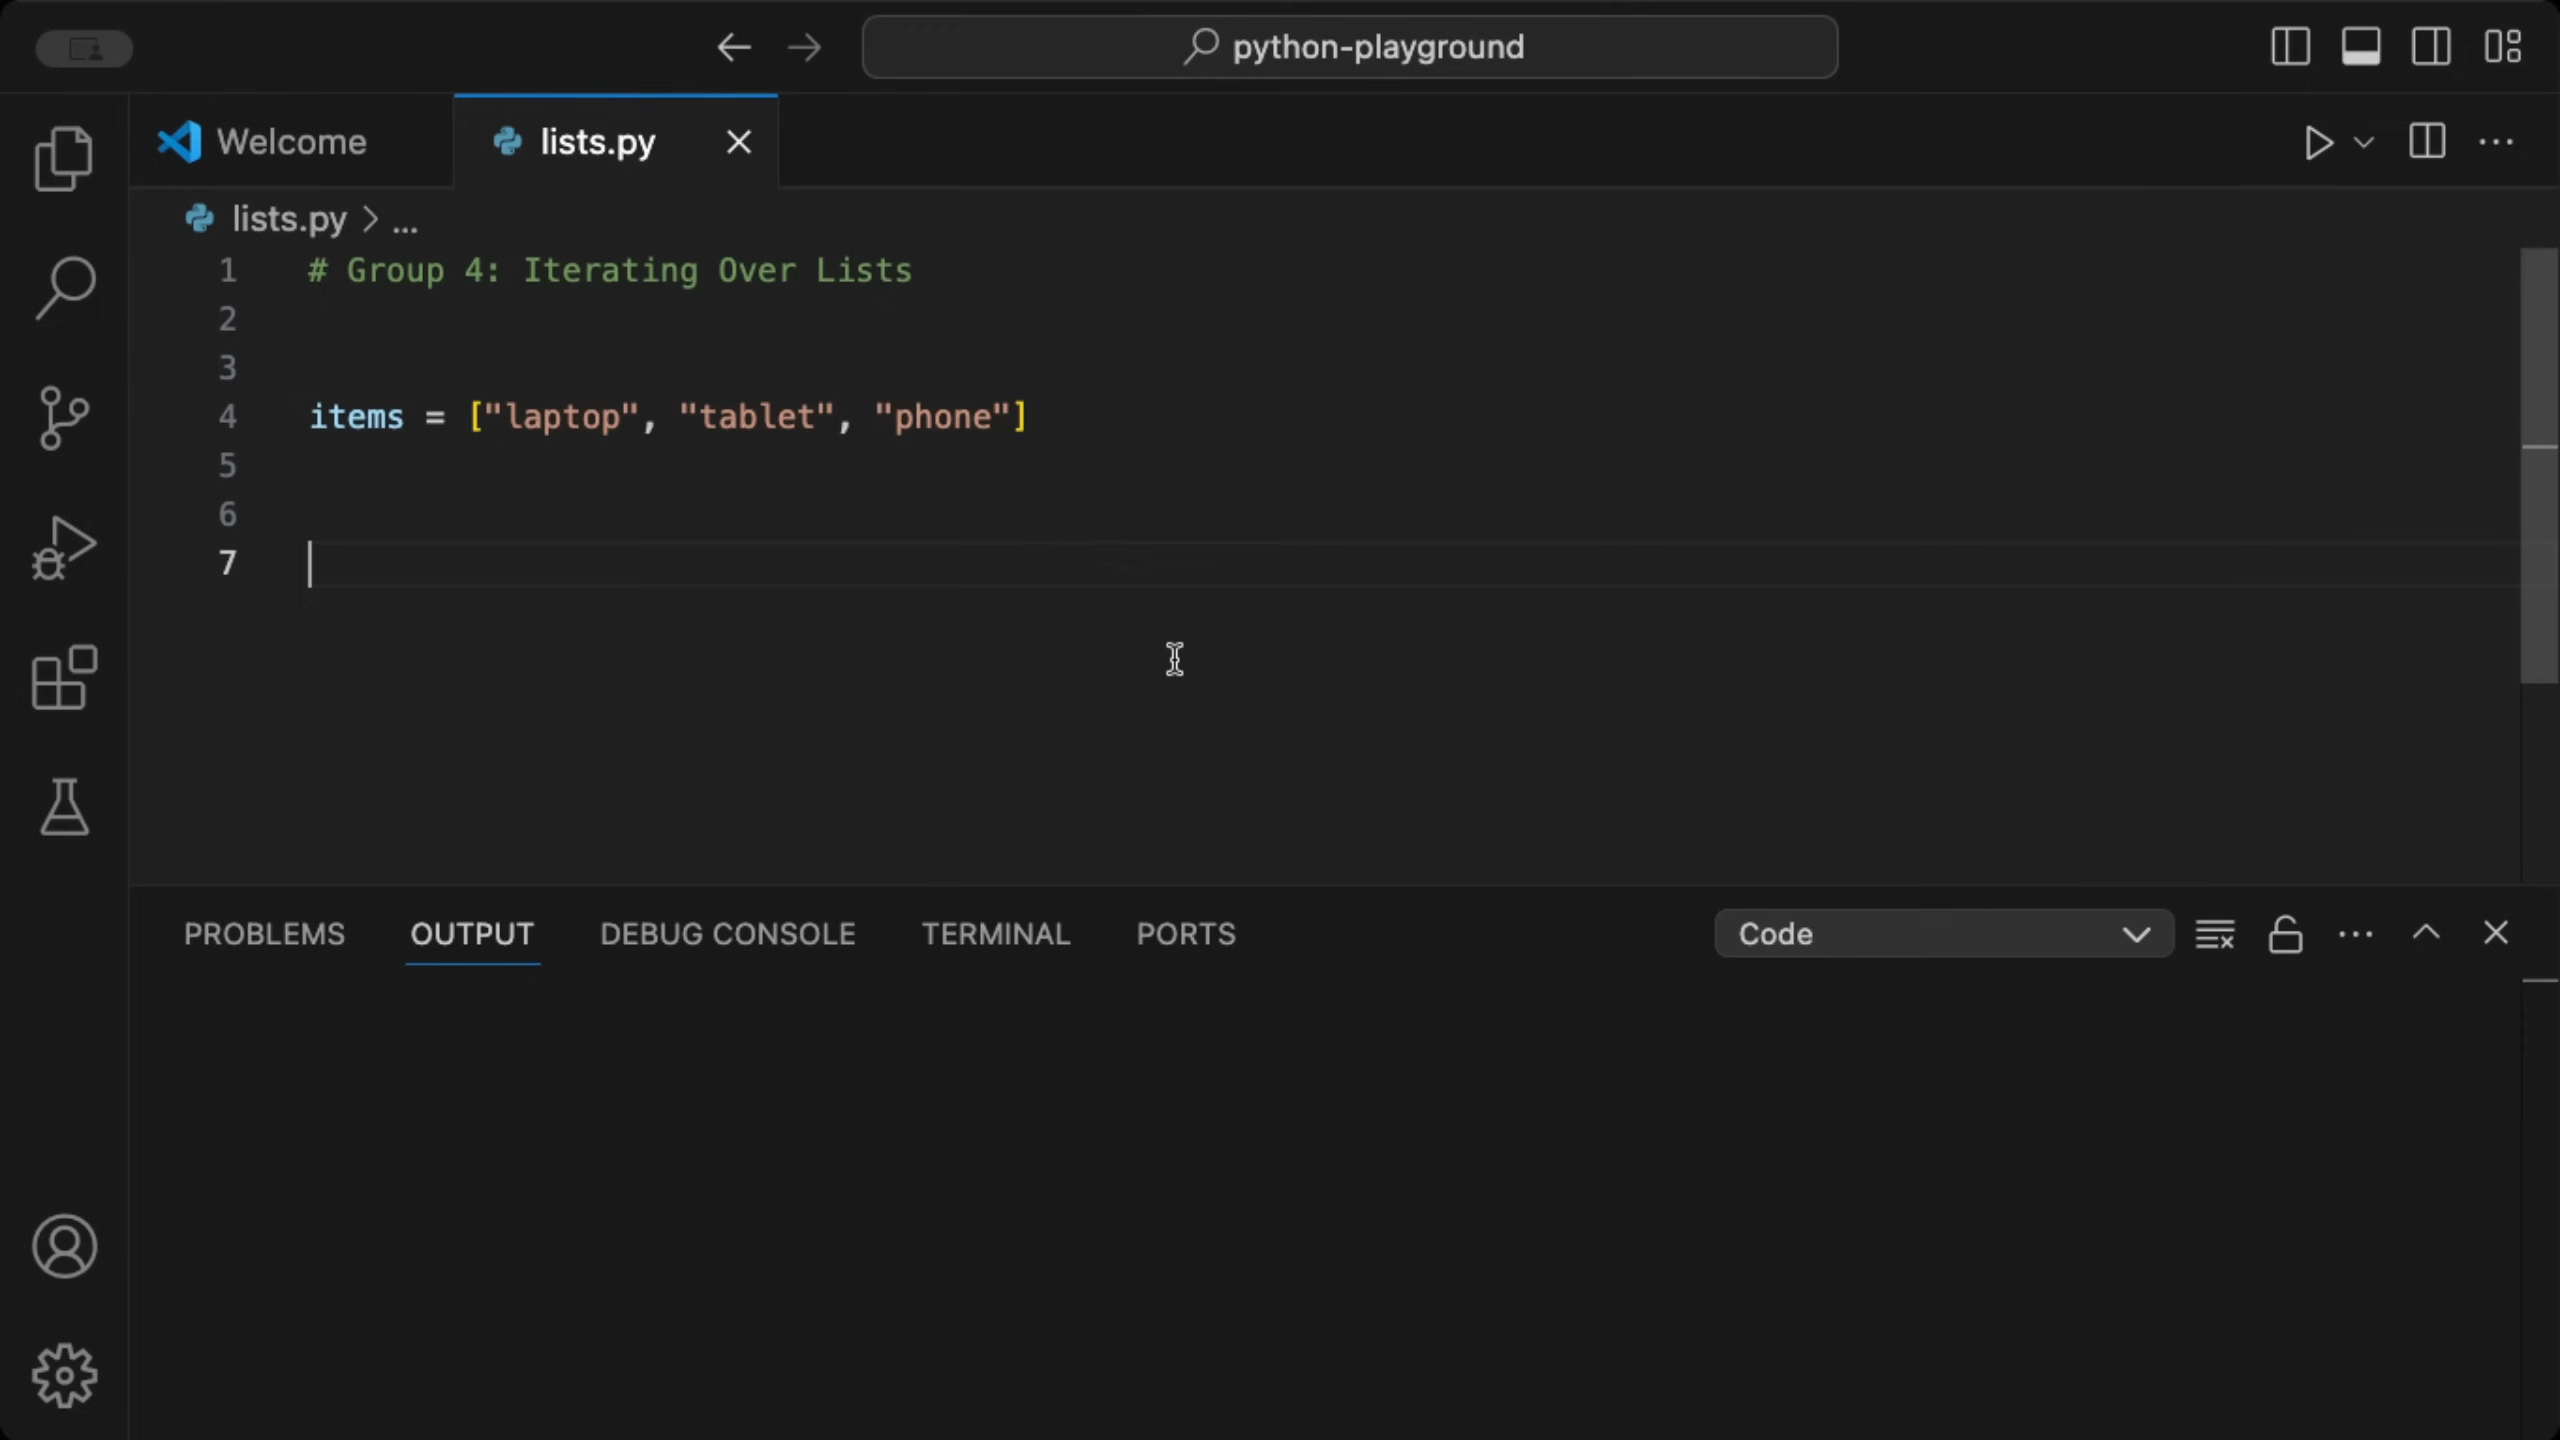 python-playground
Welcome
lists.py
lists.py > ...
1 # Group 4: Iterating Over Lists
2
3
4 items = ["laptop", "tablet", "phone"]
5
6
7
PROBLEMS OUTPUT DEBUG CONSOLE TERMINAL PORTS Code